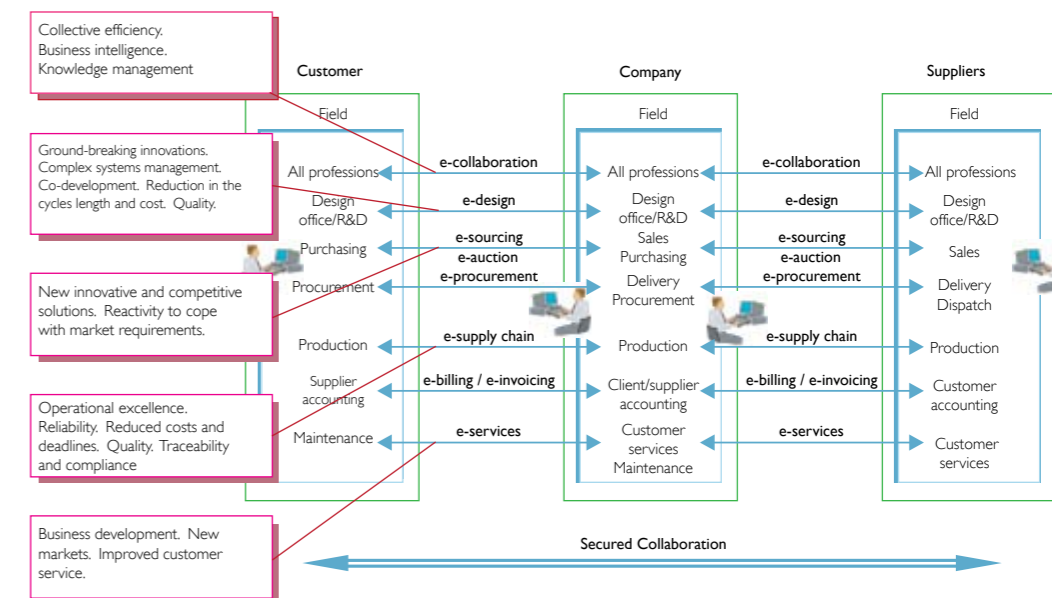 Collective efficiency.
Business intelligence.
Knowledge management
Ground-breaking innovations.
Complex systems management.
Co-development. Reduction in the
cycles length and cost. Quality.
New innovative and competitive
solutions. Reactivity to cope
with market requirements.
Operational excellence.
Reliability. Reduced costs and
deadlines. Quality. Traceability
and compliance
Business development. New
markets. Improved customer
service.
Customer
Field
All professions
Design
office/R&D
Purchasing
Procurement
Production
Supplier
accounting
Maintenance
e-collaboration
e-design
e-sourcing
e-auction
e-procurement
e-supply chain
e-billing / e-invoicing
e-services
Company
Field
All professions
Design
office/R&D
Sales
Purchasing
Delivery
Procurement
Production
Client/supplier
accounting
Customer
services
Maintenance
e-collaboration
e-design
e-sourcing
e-auction
e-procurement
e-supply chain
e-billing / e-invoicing
e-services
Suppliers
Field
All professions
Design
office/R&D
Sales
Delivery
Dispatch
Production
Customer
accounting
Customer
services
Secured Collaboration